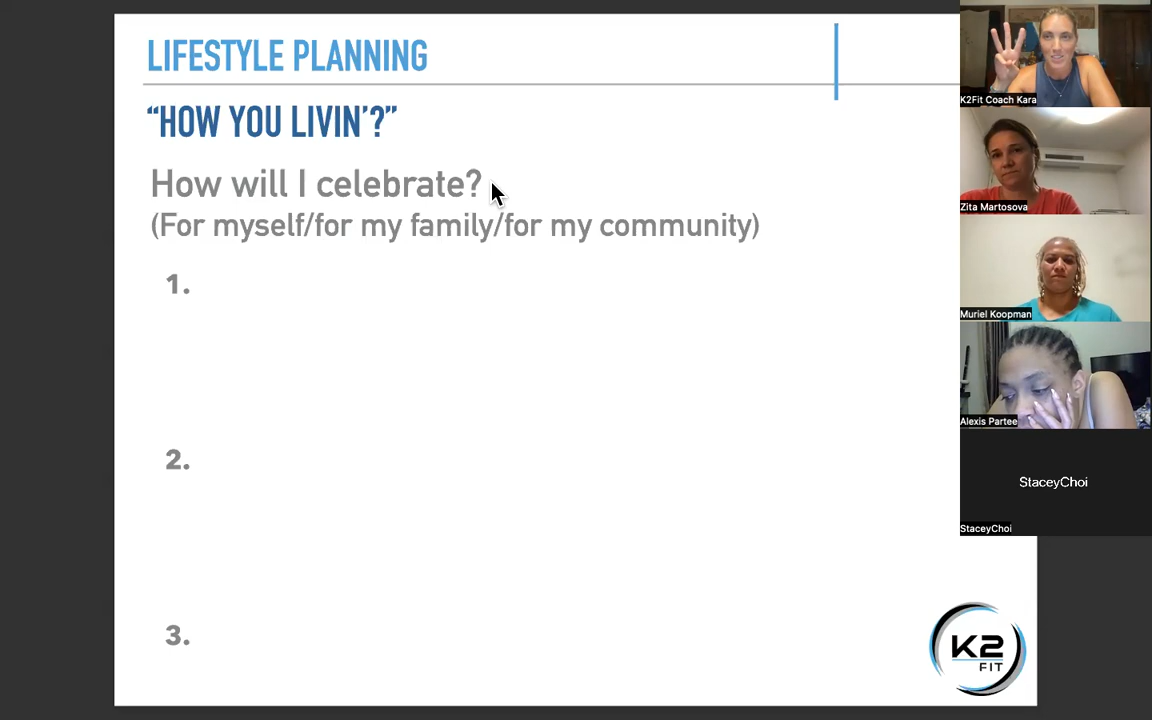 LIFESTYLE PLANNING
“HOW YOU LIVIN’?”
How will I celebrate?
(For myself/for my family/for my community)
1.
2.
3.
K2Fit Coach Kara
Zita Martosova
Muriel Koopman
Alexis Partee
StaceyChoi
StaceyChoi
K2
FIT